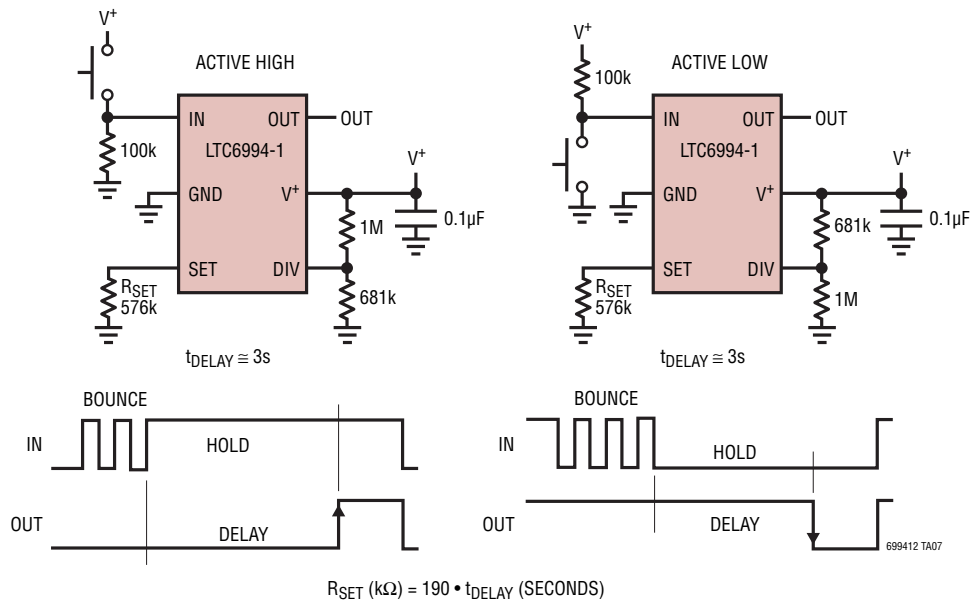 V+
ACTIVE HIGH
100k
IN
OUT
OUT
LTC6994-1
GND
V+
V+
0.1µF
1M
SET
DIV
RSET
576k
681k
tDELAY ≅ 3s
V+
100k
ACTIVE LOW
IN
OUT
OUT
LTC6994-1
GND
V+
V+
0.1µF
681k
SET
DIV
RSET
576k
1M
tDELAY ≅ 3s
BOUNCE
IN
HOLD
OUT
DELAY
BOUNCE
IN
HOLD
OUT
DELAY
699412 TA07
RSET (kΩ) = 190 • tDELAY (SECONDS)